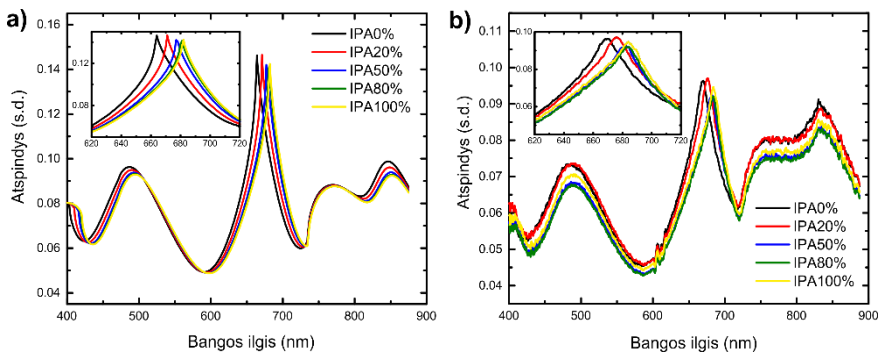 a)
IPA0%
IPA20%
IPA50%
IPA80%
IPA100%
0.16
0.14
0.12
0.10
0.08
0.06
0.04
0.12
0.08
620 640 660 680 700 720
Atspindys (s.d.)
400 500 600 700 800 900
Bangos ilgis (nm)
b)
0.11
0.10
0.09
0.08
0.07
0.06
0.05
0.04
0.10
0.08
0.06
620 640 660 680 700 720
Atspindys (s.d.)
IPA0%
IPA20%
IPA50%
IPA80%
IPA100%
400 500 600 700 800 900
Bangos ilgis (nm)